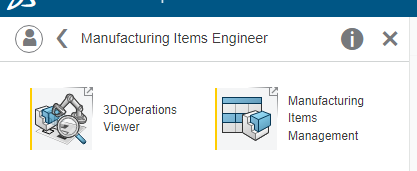 Manufacturing Items Engineer
3DOperations
Viewer
Manufacturing
Items
Management